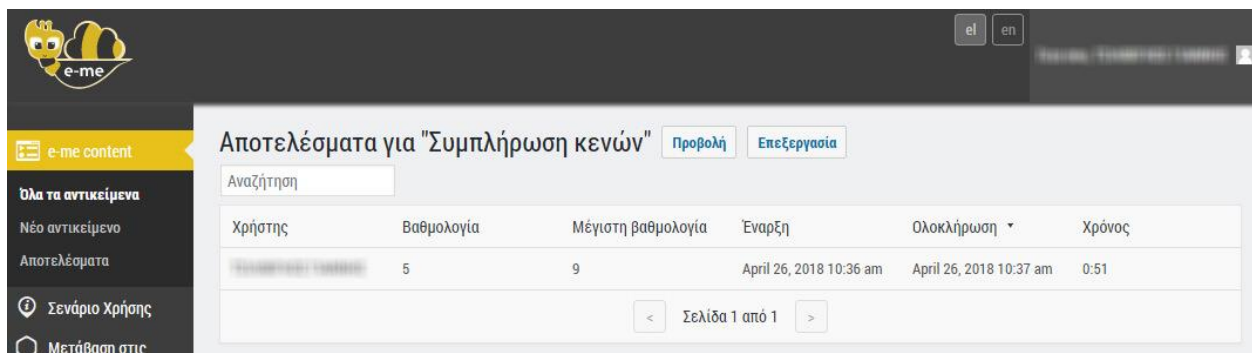 el en
e-me
e-me content
Όλα τα αντικείμενα
Νέο αντικείμενο
Αποτελέσματα
Σενάριο Χρήσης
Μετάβαση στις
Αποτελέσματα για "Συμπλήρωση κενών" Προβολή Επεξεργασία
Αναζήτηση
Χρήστης Βαθμολογία Μέγιστη βαθμολογία Έναρξη Ολοκλήρωση Χρόνος
5 9 April 26, 2018 10:36 am April 26, 2018 10:37 am 0:51
< Σελίδα 1 από 1 >